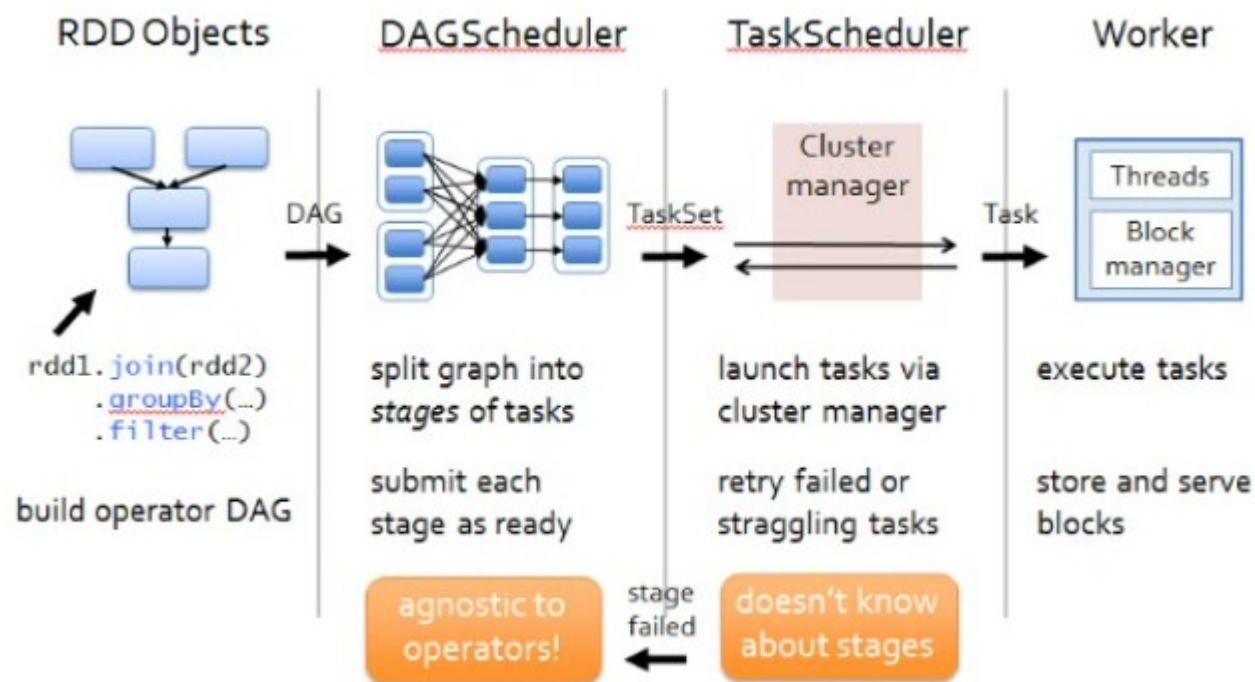 RDD Objects
DAGScheduler
TaskScheduler
Worker
DAG
TaskSet
Cluster
manager
Task
Threads
Block
manager
rdd1.join(rdd2)
.groupBy(…)
.filter(…)
build operator DAG
split graph into
stages of tasks
submit each
stage as ready
agnostic to
operators!
launch tasks via
cluster manager
retry failed or
straggling tasks
stage
failed
doesn't know
about stages
execute tasks
store and serve
blocks